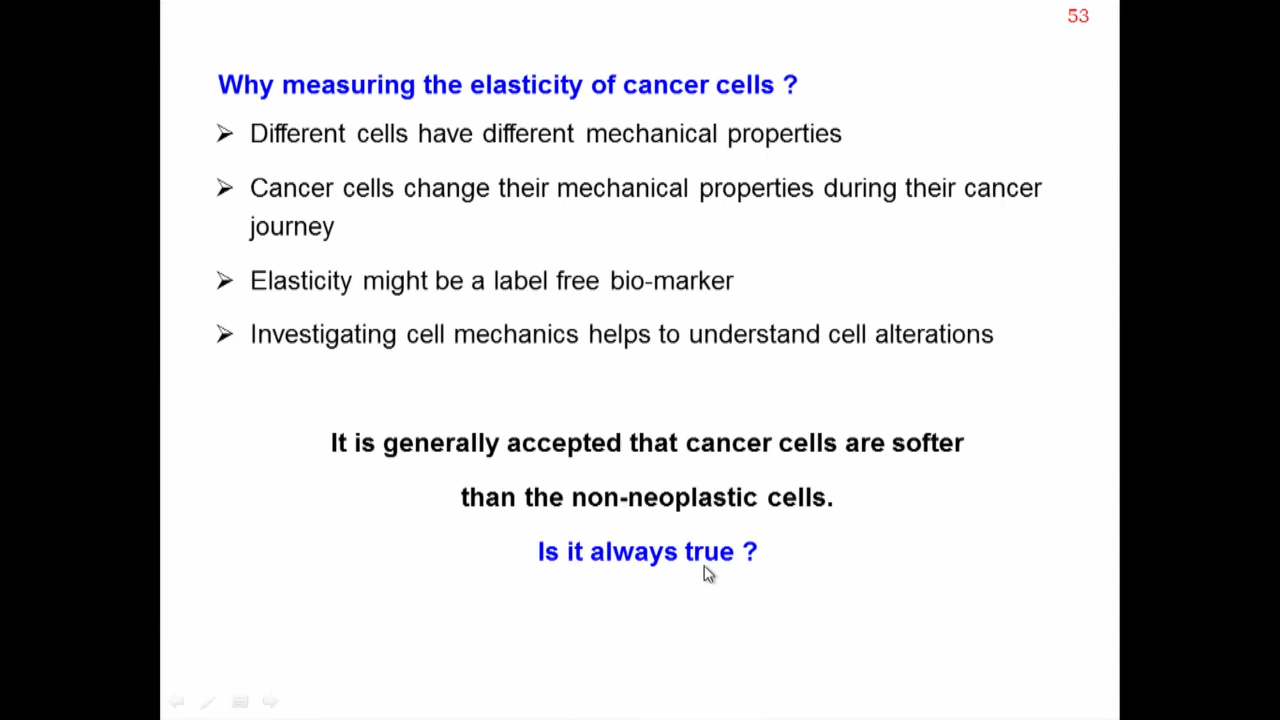 53
Why measuring the elasticity of cancer cells ?
➢ Different cells have different mechanical properties
➢ Cancer cells change their mechanical properties during their cancer
journey
➢ Elasticity might be a label free bio-marker
➢ Investigating cell mechanics helps to understand cell alterations
It is generally accepted that cancer cells are softer
than the non-neoplastic cells.
Is it always true ?